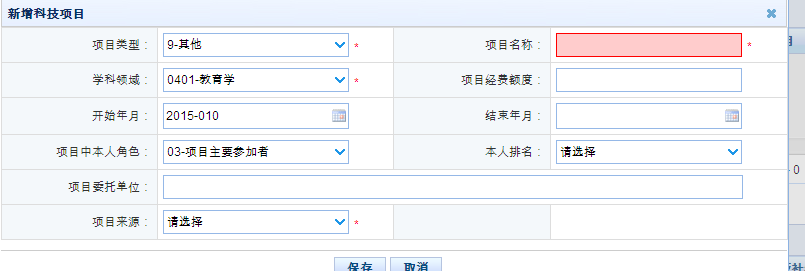 新增科技项目
项目类型： 9-其他 * 项目名称： *
学科领域： 0401-教育学 * 项目经费额度：
开始年月： 2015-010 结束年月：
项目中本人角色： 03-项目主要参加者 本人排名： 请选择
项目委托单位：
项目来源： 请选择 *
保存 取消